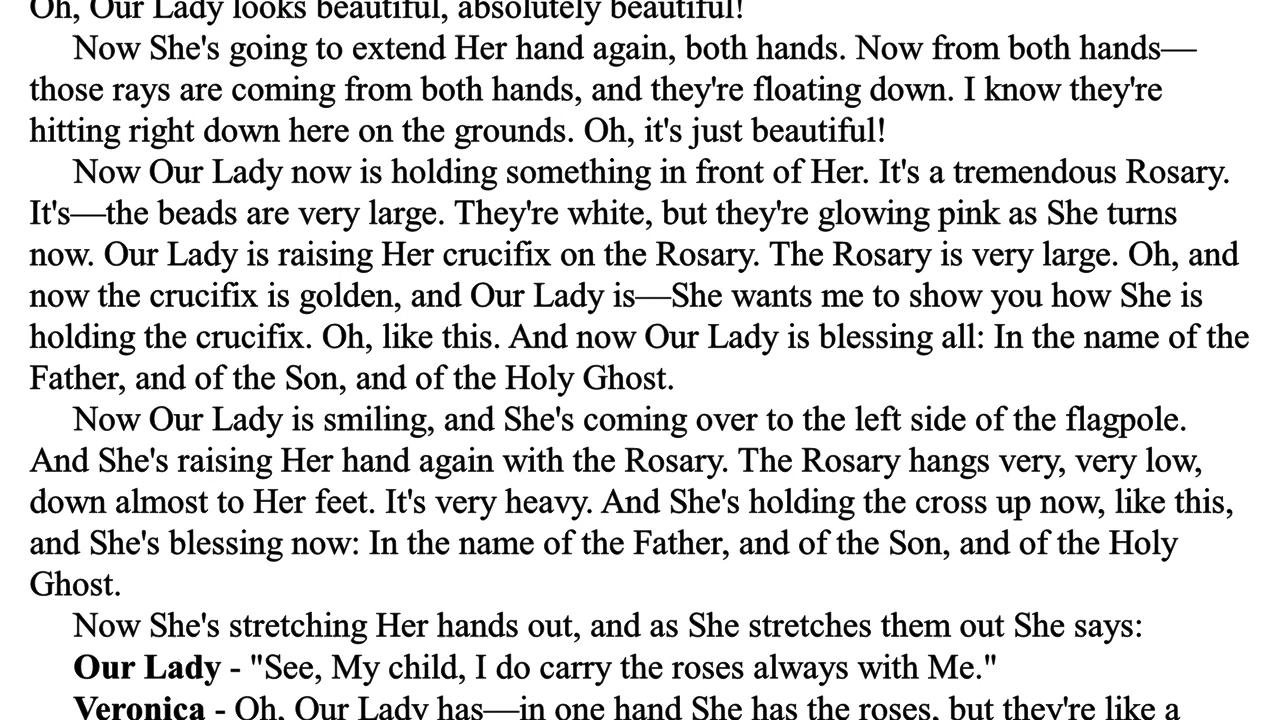 Oh, Our Lady looks beautiful, absolutely beautiful!
Now She's going to extend Her hand again, both hands. Now from both hands—
those rays are coming from both hands, and they're floating down. I know they're
hitting right down here on the grounds. Oh, it's just beautiful!
Now Our Lady now is holding something in front of Her. It's a tremendous Rosary.
It's—the beads are very large. They're white, but they're glowing pink as She turns
now. Our Lady is raising Her crucifix on the Rosary. The Rosary is very large. Oh, and
now the crucifix is golden, and Our Lady is—She wants me to show you how She is
holding the crucifix. Oh, like this. And now Our Lady is blessing all: In the name of the
Father, and of the Son, and of the Holy Ghost.
Now Our Lady is smiling, and She's coming over to the left side of the flagpole.
And She's raising Her hand again with the Rosary. The Rosary hangs very, very low,
down almost to Her feet. It's very heavy. And She's holding the cross up now, like this,
and She's blessing now: In the name of the Father, and of the Son, and of the Holy
Ghost.
Now She's stretching Her hands out, and as She stretches them out She says:
Our Lady - "See, My child, I do carry the roses always with Me."
Veronica - Oh, Our Lady has—in one hand She has the roses, but they're like a